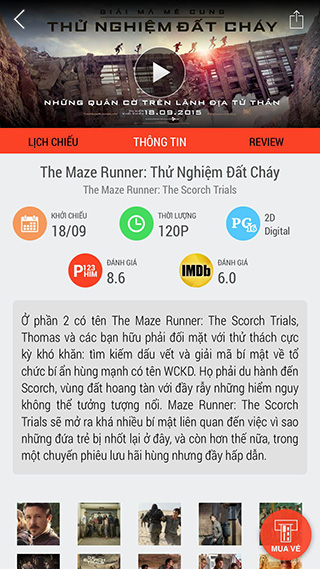 GIẢI MÃ MÊ CUNG
THỬ NGHIỆM ĐẤT CHÁY
NHỮNG QUÂN CỜ TRÊN LÃNH ĐỊA TỬ THẦN
18.09.2015
LỊCH CHIẾU THÔNG TIN REVIEW
The Maze Runner: Thử Nghiệm Đất Cháy
The Maze Runner: The Scorch Trials
KHỞI CHIẾU
18/09
THỜI LƯỢNG
120P
PG 13
2D
Digital
P123
HIM
ĐÁNH GIÁ
8.6
IMDb
ĐÁNH GIÁ
6.0
Ở phần 2 có tên The Maze Runner: The Scorch Trials,
Thomas và các bạn hữu phải đối mặt với thử thách cực
kỳ khó khăn: tìm kiếm dấu vết và giải mã bí mật về tổ
chức bí ẩn hùng mạnh có tên WCKD. Họ phải du hành đến
Scorch, vùng đất hoang tàn với đầy rẫy những hiểm nguy
không thể tưởng tượng nổi. Maze Runner: The Scorch
Trials sẽ mở ra khá nhiều bí mật liên quan đến việc vì sao
những đứa trẻ bị nhốt lại ở đây, và còn hơn thế nữa, trong
một chuyến phiêu lưu hãi hùng nhưng đầy hấp dẫn.
MUA VÉ